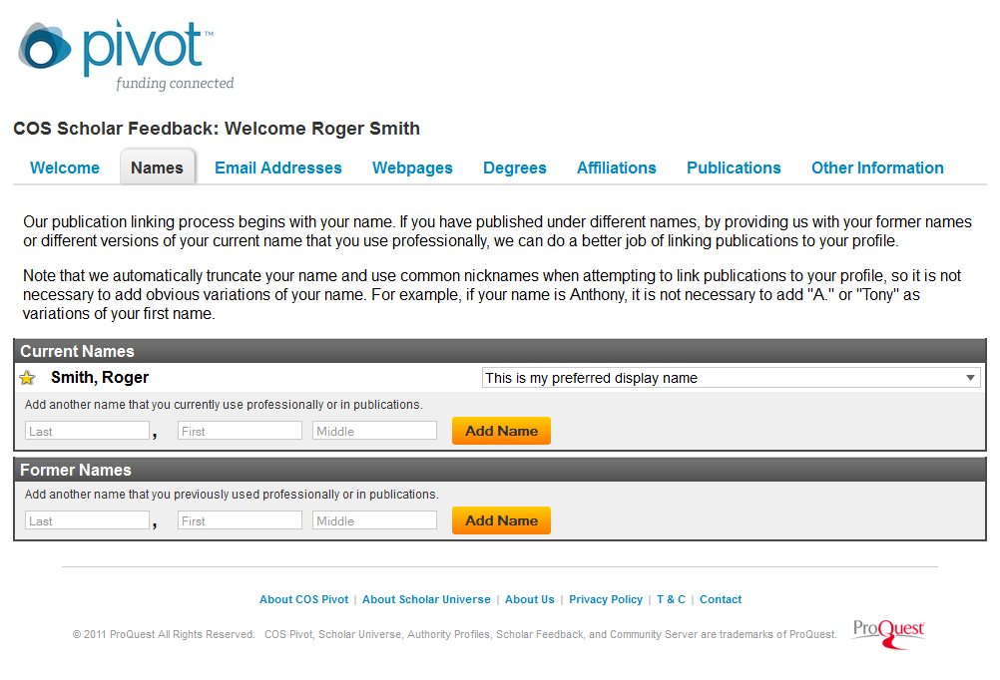 pivot™
funding connected
COS Scholar Feedback: Welcome Roger Smith
Welcome Names Email Addresses Webpages Degrees Affiliations Publications Other Information
Our publication linking process begins with your name. If you have published under different names, by providing us with your former names
or different versions of your current name that you use professionally, we can do a better job of linking publications to your profile.
Note that we automatically truncate your name and use common nicknames when attempting to link publications to your profile, so it is not
necessary to add obvious variations of your name. For example, if your name is Anthony, it is not necessary to add "A." or "Tony" as
variations of your first name.
Current Names
Smith, Roger This is my preferred display name
Add another name that you currently use professionally or in publications.
Last , First Middle Add Name
Former Names
Add another name that you previously used professionally or in publications.
Last , First Middle Add Name
About COS Pivot | About Scholar Universe | About Us | Privacy Policy | T & C | Contact
© 2011 ProQuest All Rights Reserved. COS Pivot, Scholar Universe, Authority Profiles, Scholar Feedback, and Community Server are trademarks of ProQuest. ProQuest